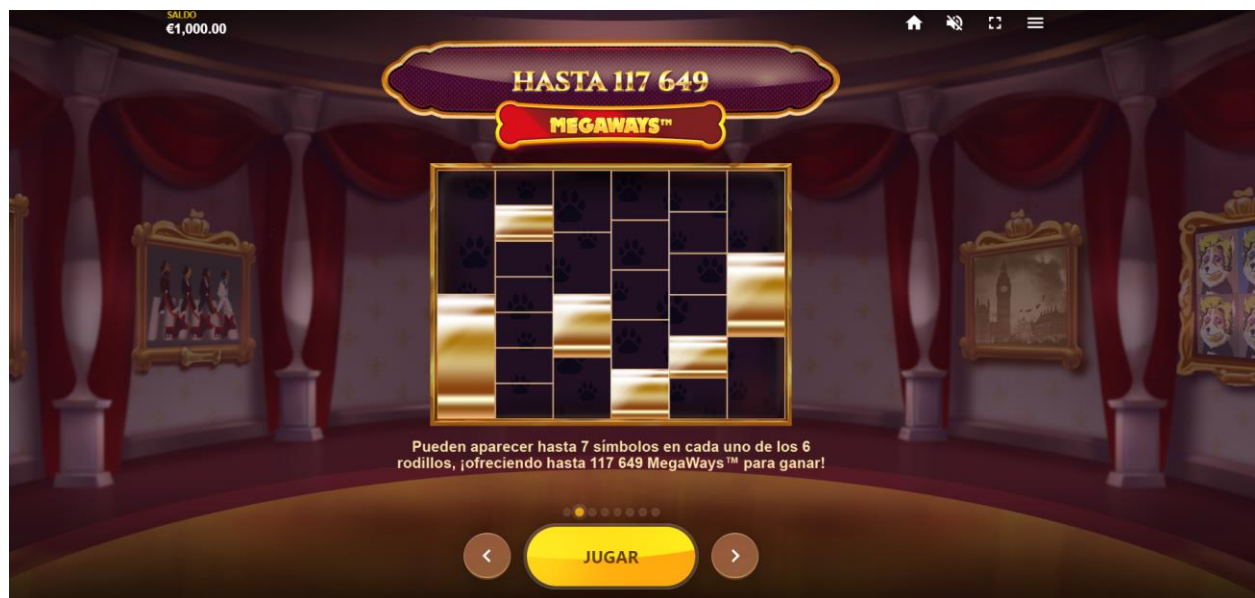 SALDO
€1,000.00
HASTA 117 649
MEGAWAYS™
Pueden aparecer hasta 7 símbolos en cada uno de los 6
rodillos, ¡ofreciendo hasta 117 649 MegaWays™ para ganar!
JUGAR